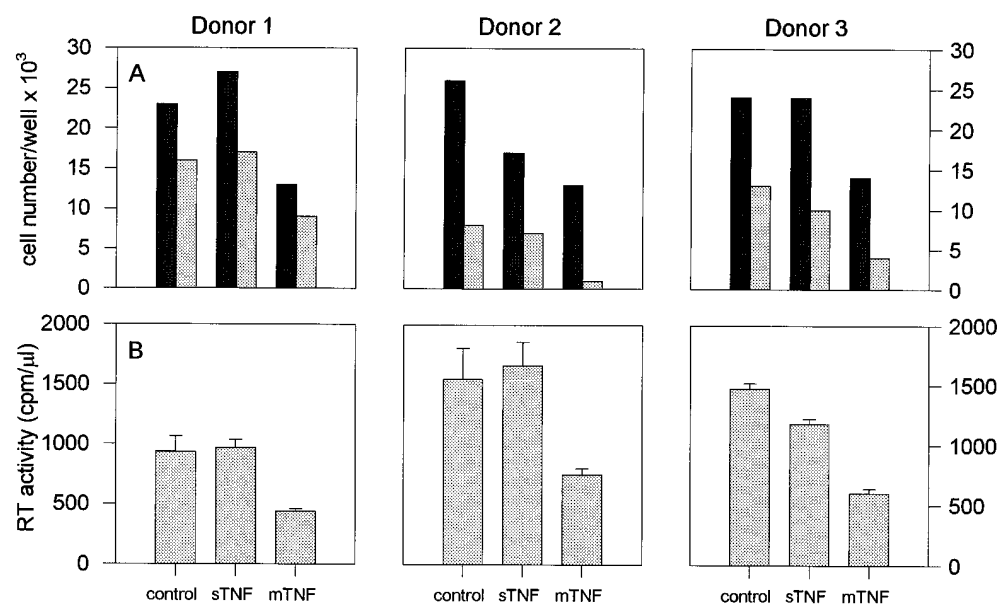 Donor 1 Donor 2 Donor 3
30 30
25 A 25
20 20
15 15
10 10
5 5
0 0
cell number/well x 10³
2000 2000
B
1500 1500
1000 1000
500 500
0 0
RT activity (cpm/µl)
control sTNF mTNF control sTNF mTNF control sTNF mTNF